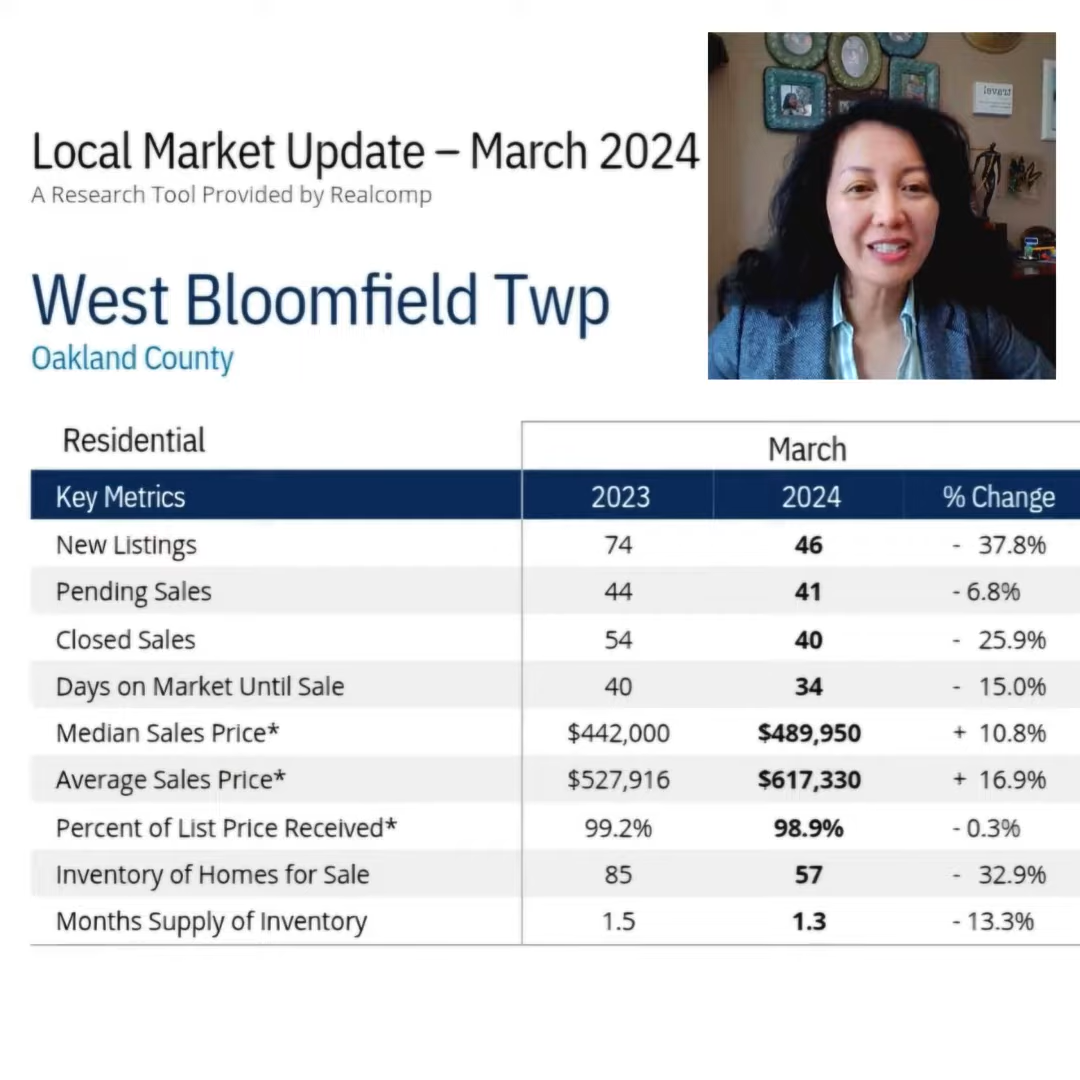 Local Market Update – March 2024
A Research Tool Provided by Realcomp
West Bloomfield Twp
Oakland County
Residential March
Key Metrics 2023 2024 % Change
New Listings 74 46 - 37.8%
Pending Sales 44 41 - 6.8%
Closed Sales 54 40 - 25.9%
Days on Market Until Sale 40 34 - 15.0%
Median Sales Price* $442,000 $489,950 + 10.8%
Average Sales Price* $527,916 $617,330 + 16.9%
Percent of List Price Received* 99.2% 98.9% - 0.3%
Inventory of Homes for Sale 85 57 - 32.9%
Months Supply of Inventory 1.5 1.3 - 13.3%